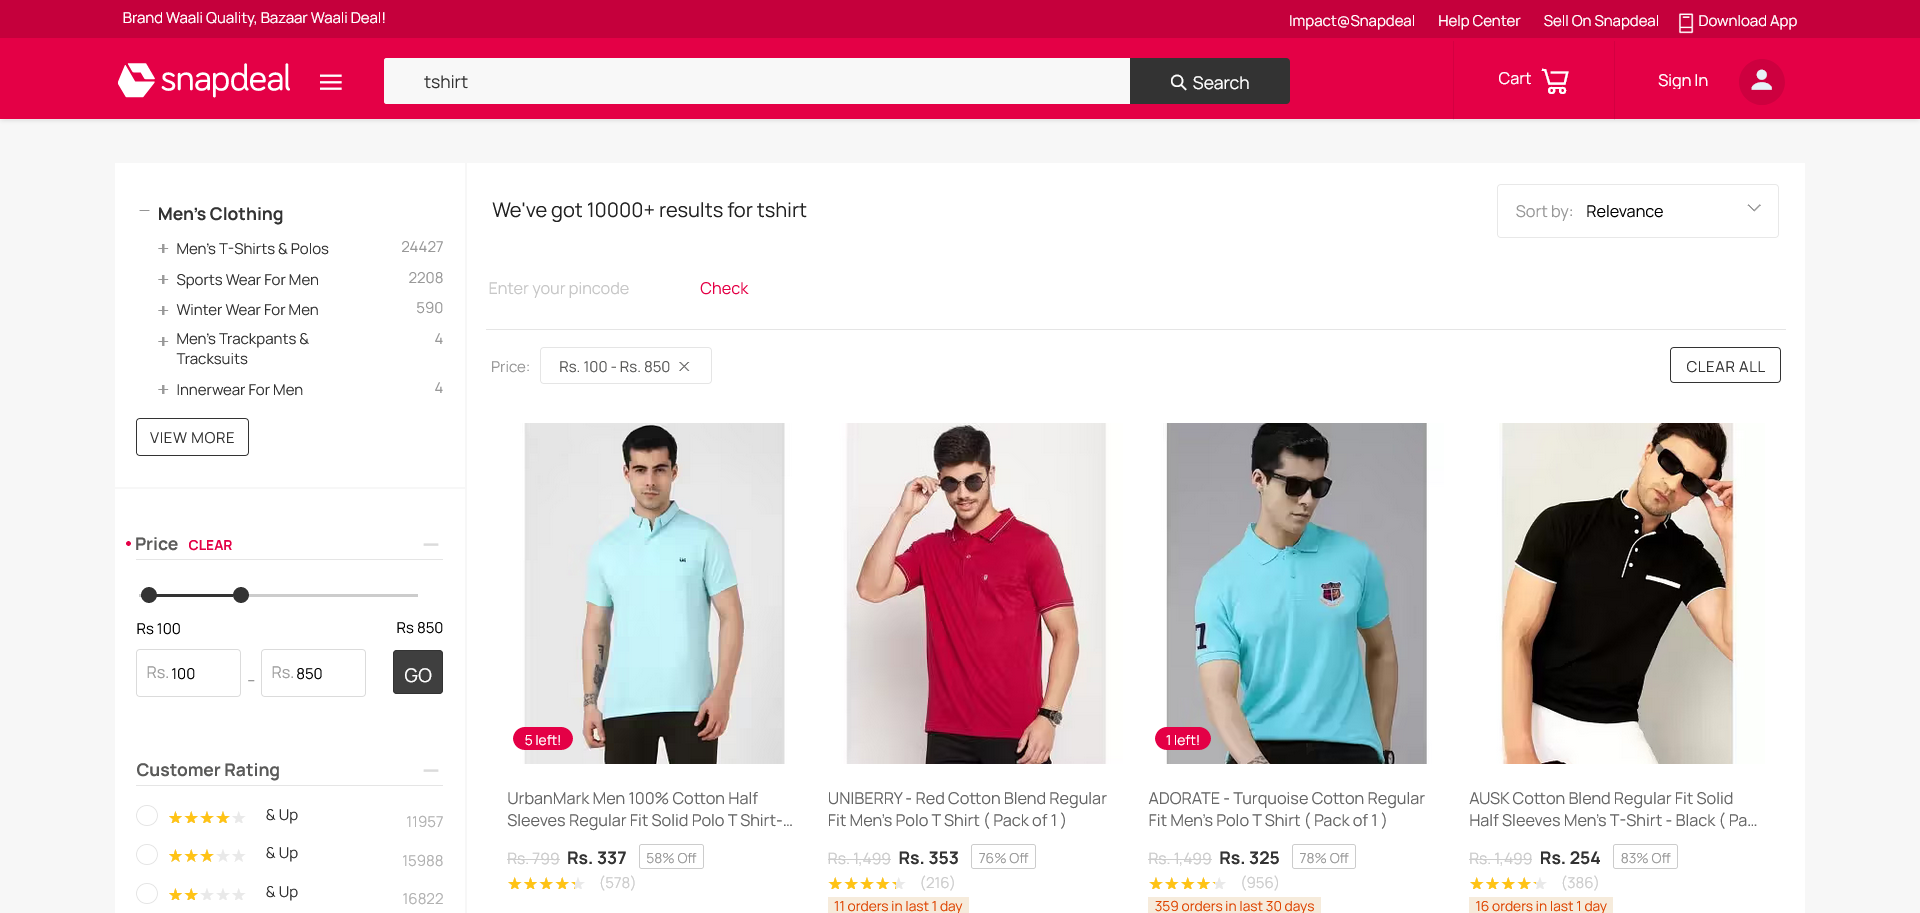 Brand Waali Quality, Bazaar Waali Deal!
Impact@Snapdeal Help Center Sell On Snapdeal Download App
snapdeal tshirt Search Cart Sign In
Men's Clothing
Men's T-Shirts & Polos 24427
Sports Wear For Men 2208
Winter Wear For Men 590
Men's Trackpants & 4
Tracksuits
Innerwear For Men 4
VIEW MORE
Price CLEAR
Rs 100 Rs 850
Rs. 100 – Rs. 850 GO
Customer Rating
& Up 11957
& Up 15988
& Up 16822
We've got 10000+ results for tshirt
Sort by: Relevance
Enter your pincode Check
Price: Rs. 100 - Rs. 850 CLEAR ALL
5 left!
UrbanMark Men 100% Cotton Half
Sleeves Regular Fit Solid Polo T Shirt-...
Rs. 799 Rs. 337 58% Off
(578)
UNIBERRY - Red Cotton Blend Regular
Fit Men's Polo T Shirt ( Pack of 1 )
Rs. 1,499 Rs. 353 76% Off
(216)
11 orders in last 1 day
1 left!
ADORATE - Turquoise Cotton Regular
Fit Men's Polo T Shirt ( Pack of 1 )
Rs. 1,499 Rs. 325 78% Off
(956)
359 orders in last 30 days
AUSK Cotton Blend Regular Fit Solid
Half Sleeves Men's T-Shirt - Black ( Pa...
Rs. 1,499 Rs. 254 83% Off
(386)
16 orders in last 1 day